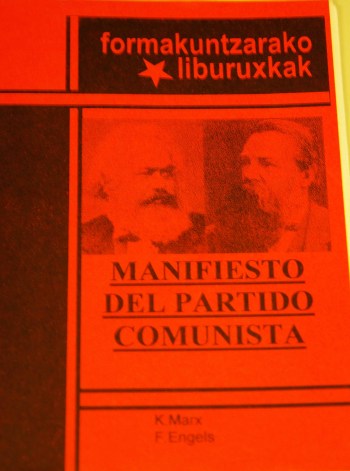 formakuntzarako
liburuxkak
MANIFIESTO
DEL PARTIDO
COMUNISTA
K.Marx
F.Engels